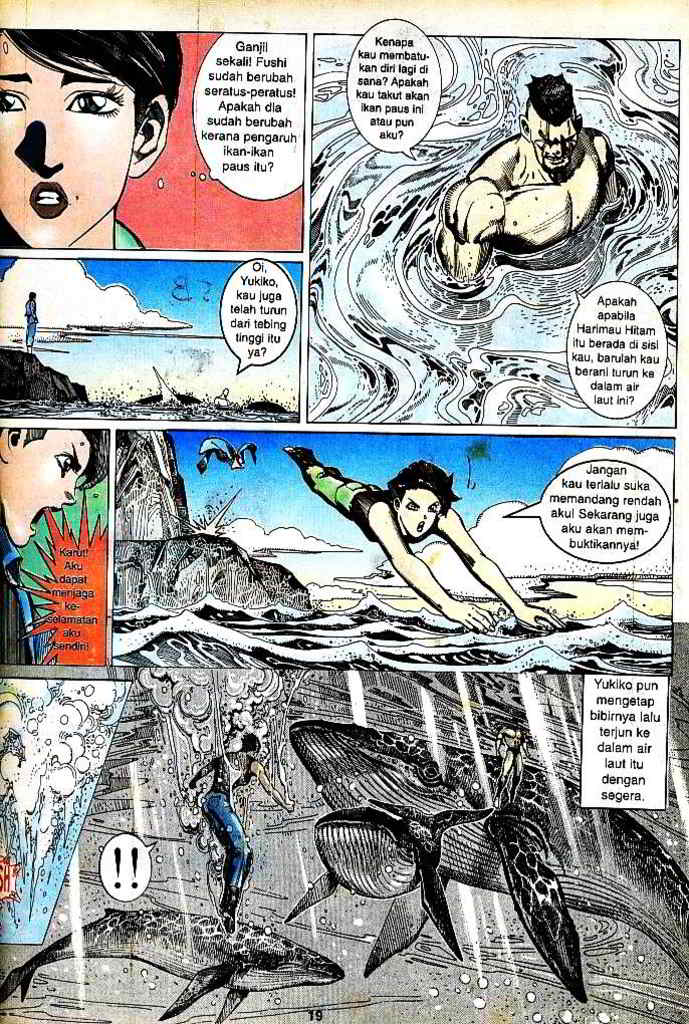 Ganjil
sekali! Fushi
sudah berubah
seratus-peratus!
Apakah dia
sudah berubah
kerana pengaruh
ikan-ikan
paus itu?
Kenapa
kau membatu-
kan diri lagi di
sana? Apakah
kau takut akan
ikan paus ini
atau pun
aku?
Apakah
apabila
Harimau Hitam
itu berada di sisi
kau, barulah kau
berani turun ke
dalam air
laut ini?
Oi,
Yukiko,
kau juga
telah turun
dari tebing
tinggi itu
ya?
Karut!
Aku
dapat
menjaga
ke-
selamatan
aku
sendiri!
Jangan
kau terlalu suka
memandang rendah
aku! Sekarang juga
aku akan mem-
buktikannya!
Yukiko pun
mengetap
bibirnya lalu
terjun ke
dalam air
laut itu
dengan
segera.
!!
19